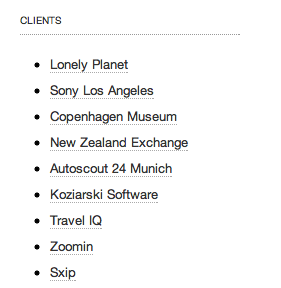 CLIENTS
Lonely Planet
Sony Los Angeles
Copenhagen Museum
New Zealand Exchange
Autoscout 24 Munich
Koziarski Software
Travel IQ
Zoomin
Sxip